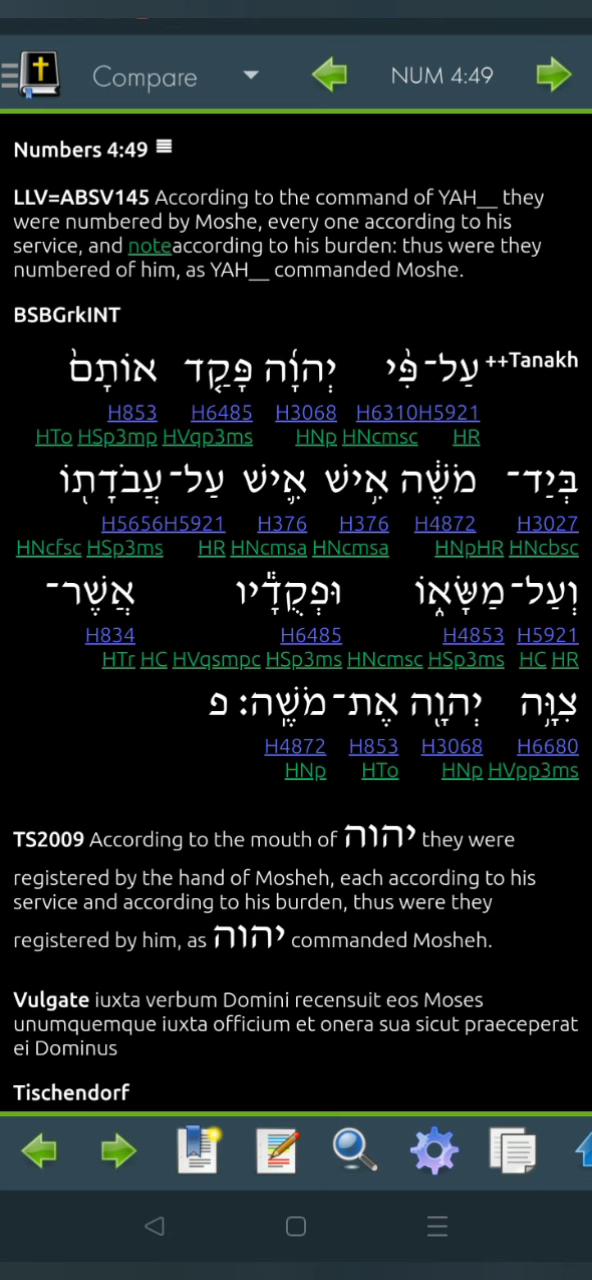 Compare
NUM 4:49
Numbers 4:49
LLV=ABSV145 According to the command of YAH__ they
were numbered by Moshe, every one according to his
service, and noteaccording to his burden: thus were they
numbered of him, as YAH__ commanded Moshe.
BSBGrkINT
++Tanakh עַל־ פִּ֨י יְהוָ֜ה פָּקַ֤ד אוֹתָם֙
H853 H6485 H3068 H6310H5921
HTo HSp3mp HVqp3ms HNp HNcmsc HR
בְּיַד־ מֹשֶׁ֔ה אִ֥ישׁ אִ֛ישׁ עַל־ עֲבֹדָת֖וֹ
H5656H5921 H376 H376 H4872 H3027
HNcfsc HSp3ms HR HNcmsa HNcmsa HNpHR HNcbsc
וְעַל־ מַשָּׂא֑וֹ וּפְקֻדָ֕יו אֲשֶׁר־
H834 H6485 H4853 H5921
HTr HC HVqsmpc HSp3ms HNcmsc HSp3ms HC HR
צִוָּ֥ה יְהוָ֖ה אֶת־ מֹשֶֽׁה׃ פ
H4872 H853 H3068 H6680
HNp HTo HNp HVpp3ms
TS2009 According to the mouth of יהוה they were
registered by the hand of Mosheh, each according to his
service and according to his burden, thus were they
registered by him, as יהוה commanded Mosheh.
Vulgate iuxta verbum Domini recensuit eos Moses
unumquemque iuxta officium et onera sua sicut praeceperat
ei Dominus
Tischendorf